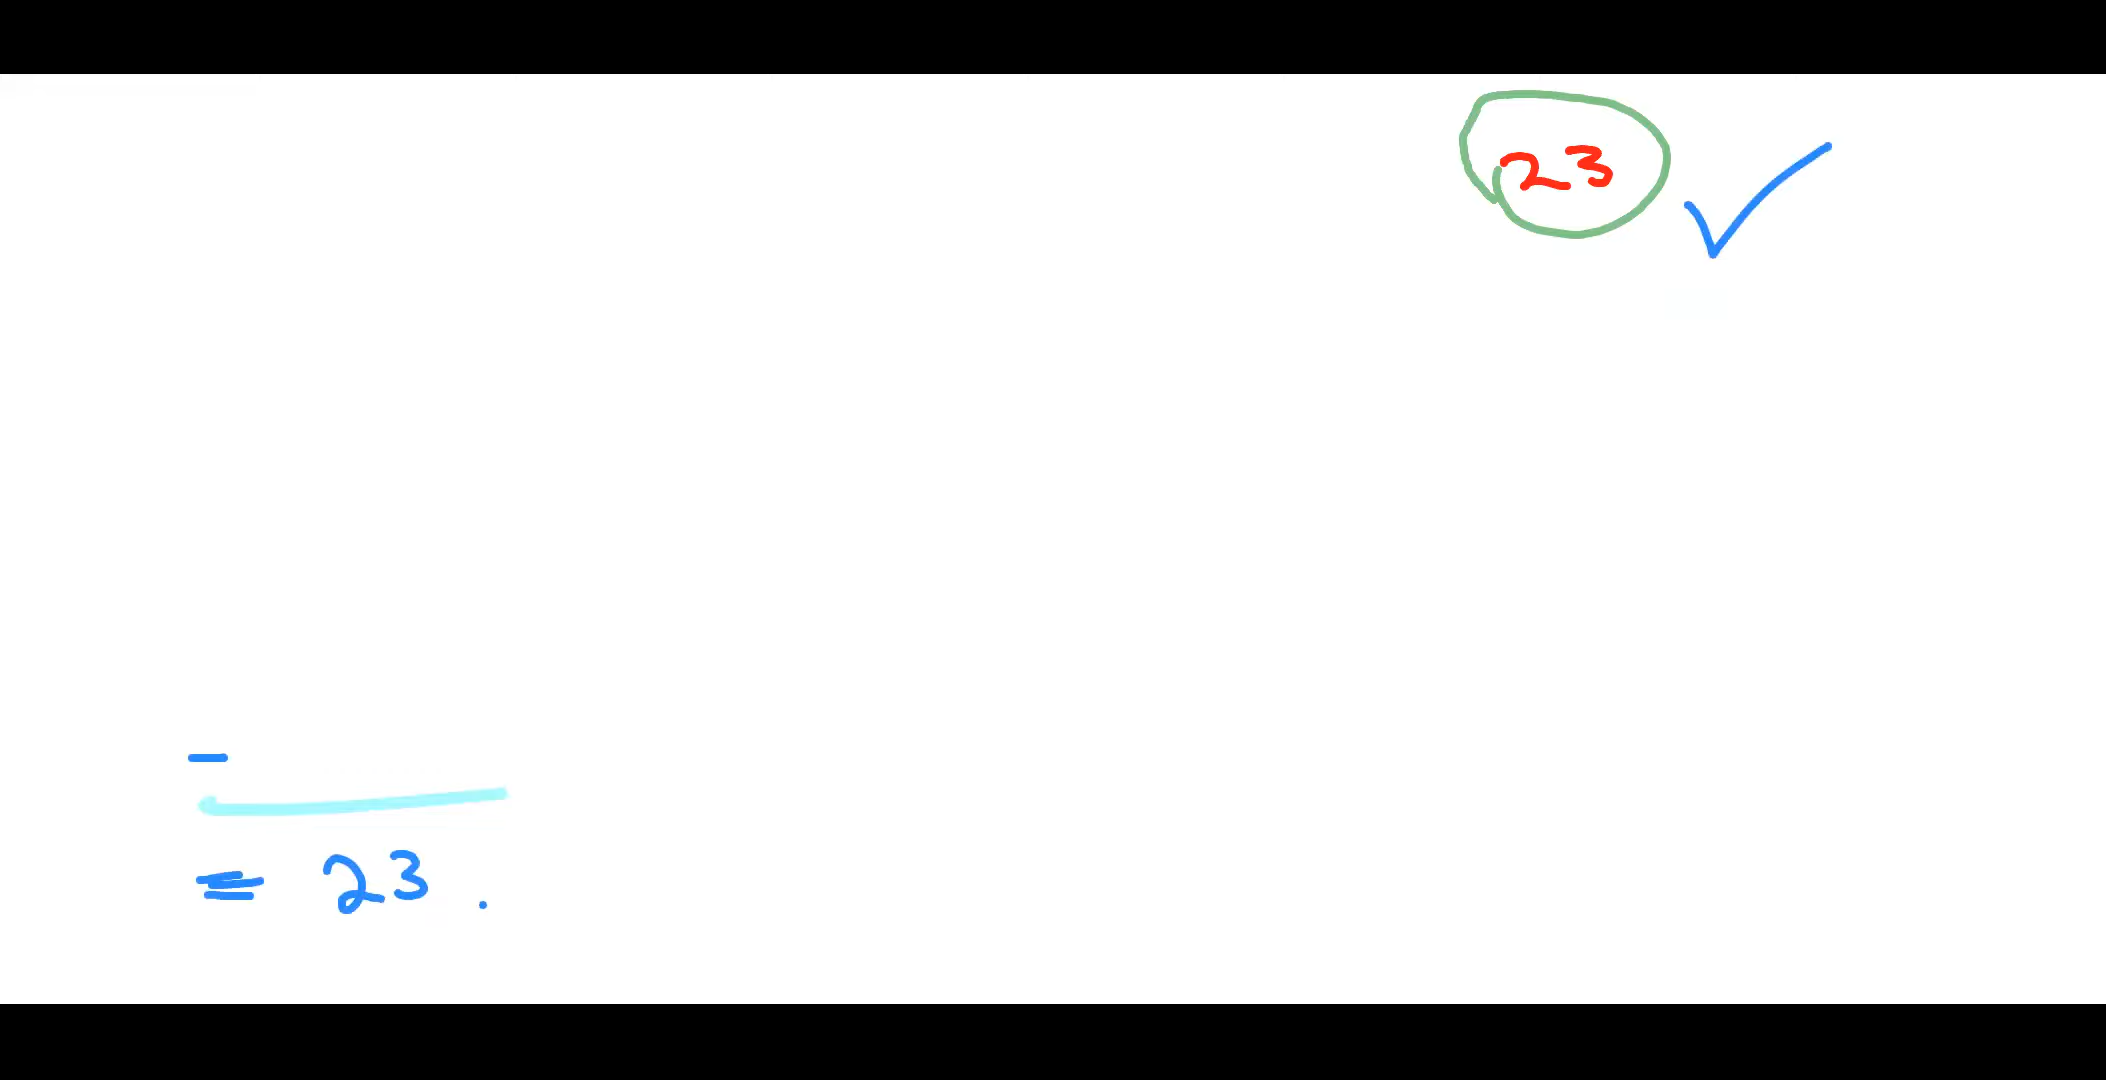 23 ✓
–
= 23 .